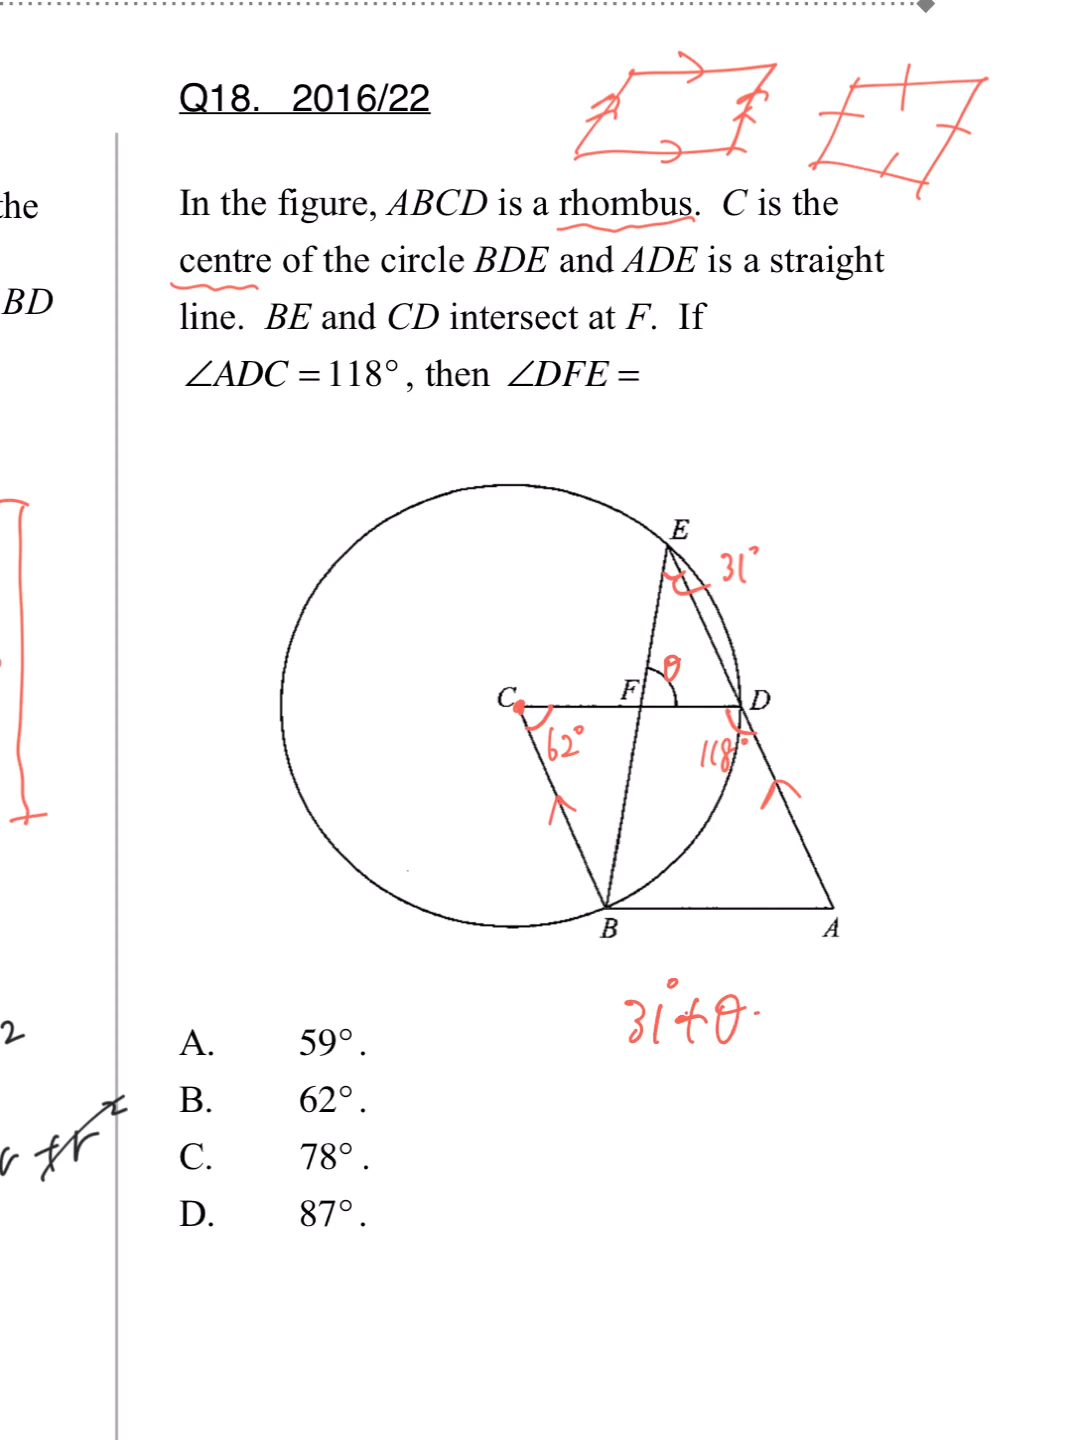 Q18. 2016/22
the
In the figure, ABCD is a rhombus. C is the
centre of the circle BDE and ADE is a straight
BD
line. BE and CD intersect at F. If
∠ADC = 118°, then ∠DFE =
E
31°
θ
C
F
D
62°
118°
B
A
31° + θ
2
A. 59°.
B. 62°.
C. 78°.
D. 87°.